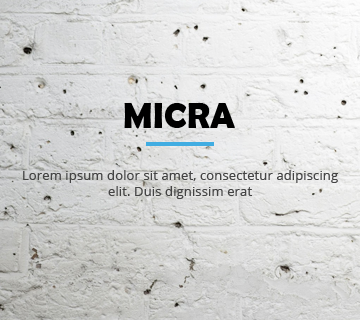 MICRA
Lorem ipsum dolor sit amet, consectetur adipiscing
elit. Duis dignissim erat